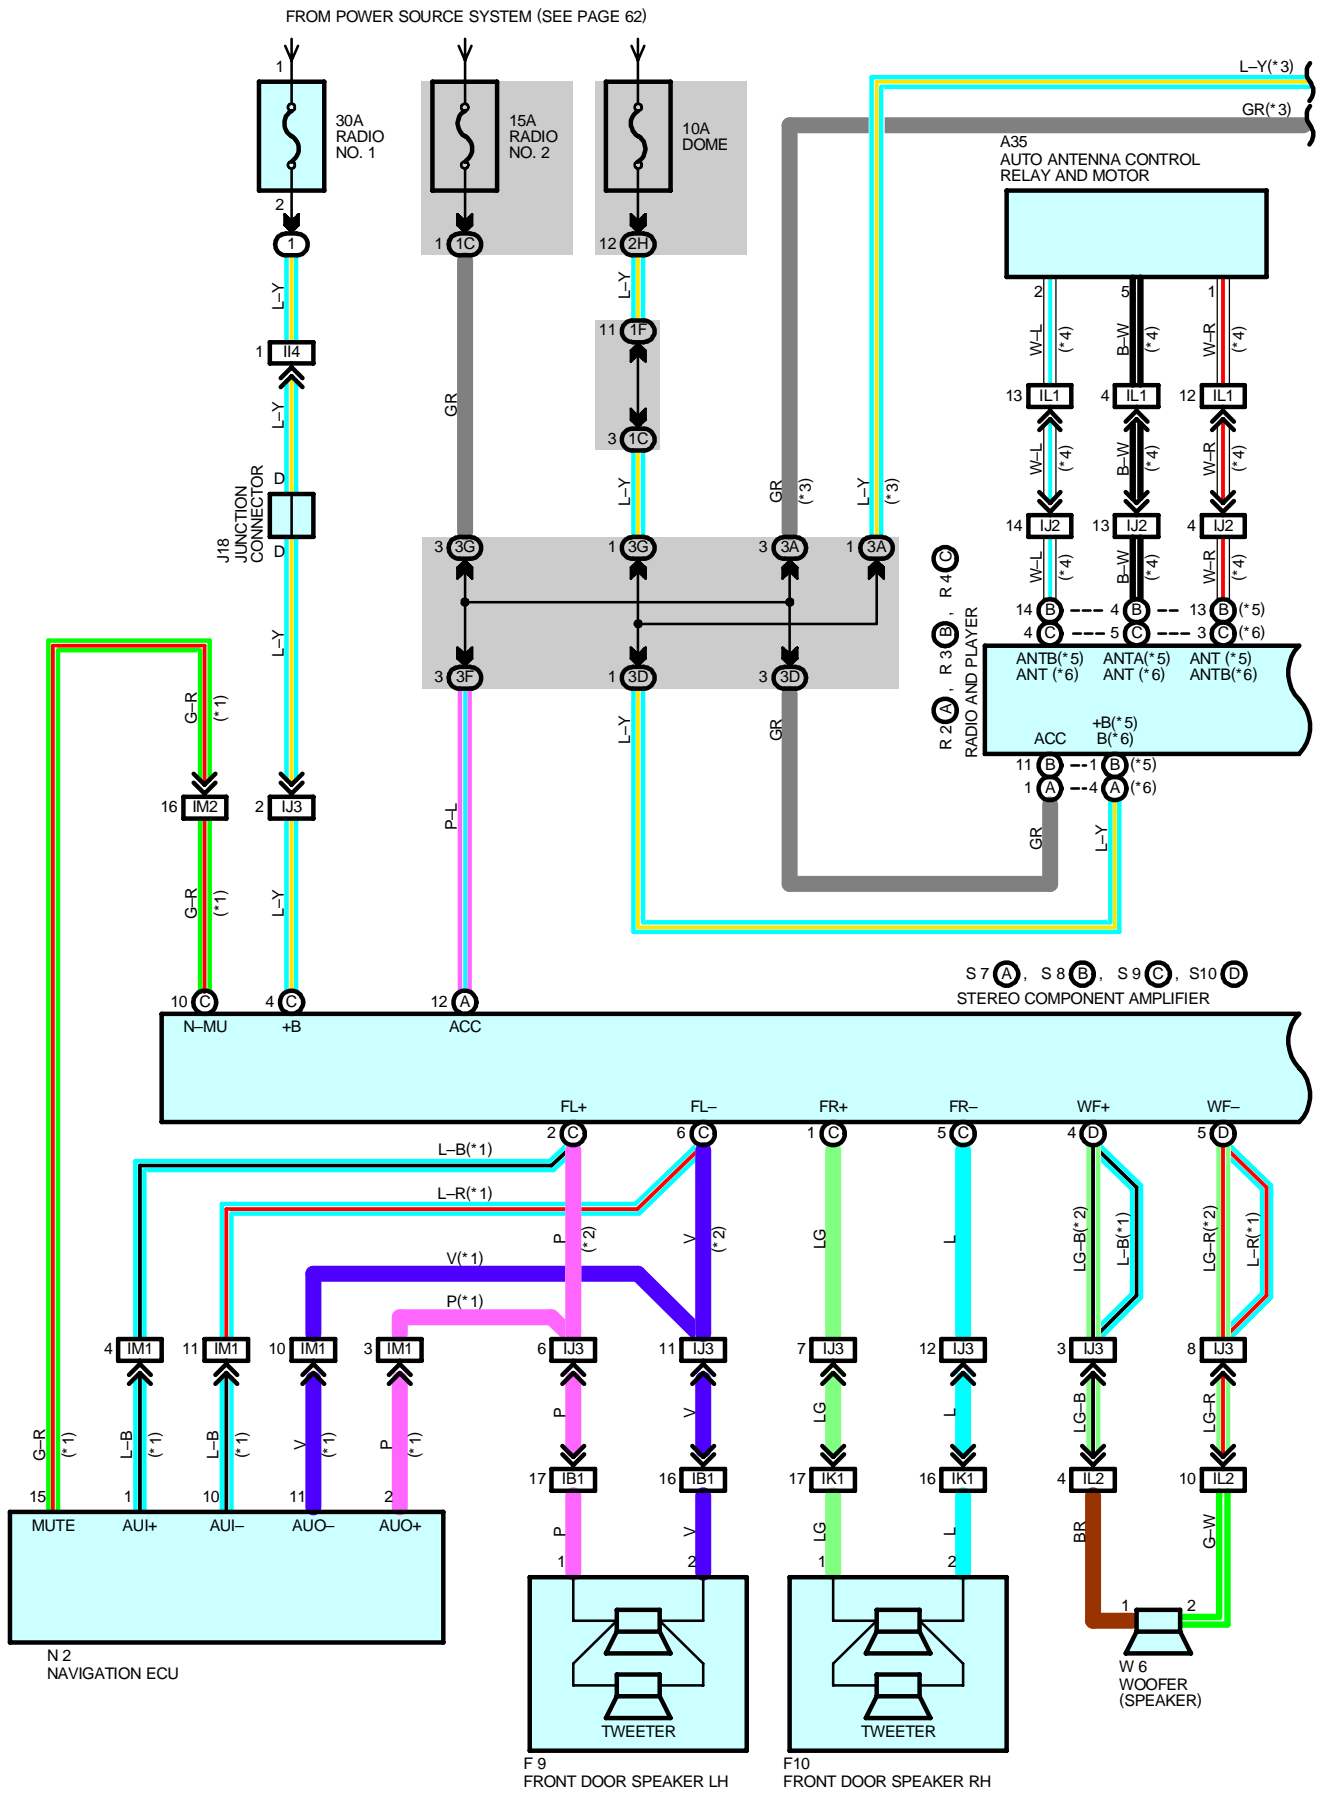 FROM POWER SOURCE SYSTEM (SEE PAGE 62)
1
30A
RADIO
NO. 1
15A
RADIO
NO. 2
10A
DOME
L–Y(*3)
GR(*3)
A35
AUTO ANTENNA CONTROL
RELAY AND MOTOR
2
1
1 1C
12 2H
L–Y
L–Y
2 5 1
W–L (*4) B–W (*4) W–R (*4)
1 II4
11 1F
GR
L–Y
13 IL1 4 IL1 12 IL1
3 1C
W–L (*4) B–W (*4) W–R (*4)
D
J18
JUNCTION
CONNECTOR
D
L–Y
GR (*3)
L–Y (*3)
14 IJ2 13 IJ2 4 IJ2
3 3G 1 3G 3 3A 1 3A
W–L (*4) B–W (*4) W–R (*4)
R 2 A , R 3 B , R 4 C
RADIO AND PLAYER
14 B 4 B 13 B (*5)
4 C 5 C 3 C (*6)
ANTB(*5) ANTA(*5) ANT (*5)
ANT (*6) ANT (*6) ANTB(*6)
3 3F 1 3D 3 3D
G–R (*1)
L–Y
L–Y
GR
+B(*5)
ACC B(*6)
11 B 1 B (*5)
1 A 4 A (*6)
16 IM2 2 IJ3
P–L
GR L–Y
G–R (*1) L–Y
S 7 A , S 8 B , S 9 C , S10 D
STEREO COMPONENT AMPLIFIER
10 C 4 C 12 A
N–MU +B ACC
FL+ FL– FR+ FR– WF+ WF–
2 C 6 C 1 C 5 C 4 D 5 D
L–B(*1)
L–R(*1)
P (*2) V (*2) LG L LG–B(*2) L–B(*1) LG–R(*2) L–R(*1)
V(*1)
P(*1)
4 IM1 11 IM1 10 IM1 3 IM1 6 IJ3 11 IJ3 7 IJ3 12 IJ3 3 IJ3 8 IJ3
G–R (*1) L–B (*1) L–B (*1) V (*1) P (*1) P V LG L LG–B LG–R
17 IB1 16 IB1 17 IK1 16 IK1 4 IL2 10 IL2
15 1 10 11 2
MUTE AUI+ AUI– AUO– AUO+
P V LG L BR G–W
1 2 1 2
1 2
N 2
NAVIGATION ECU
W 6
WOOFER
(SPEAKER)
TWEETER TWEETER
F 9
FRONT DOOR SPEAKER LH
F10
FRONT DOOR SPEAKER RH